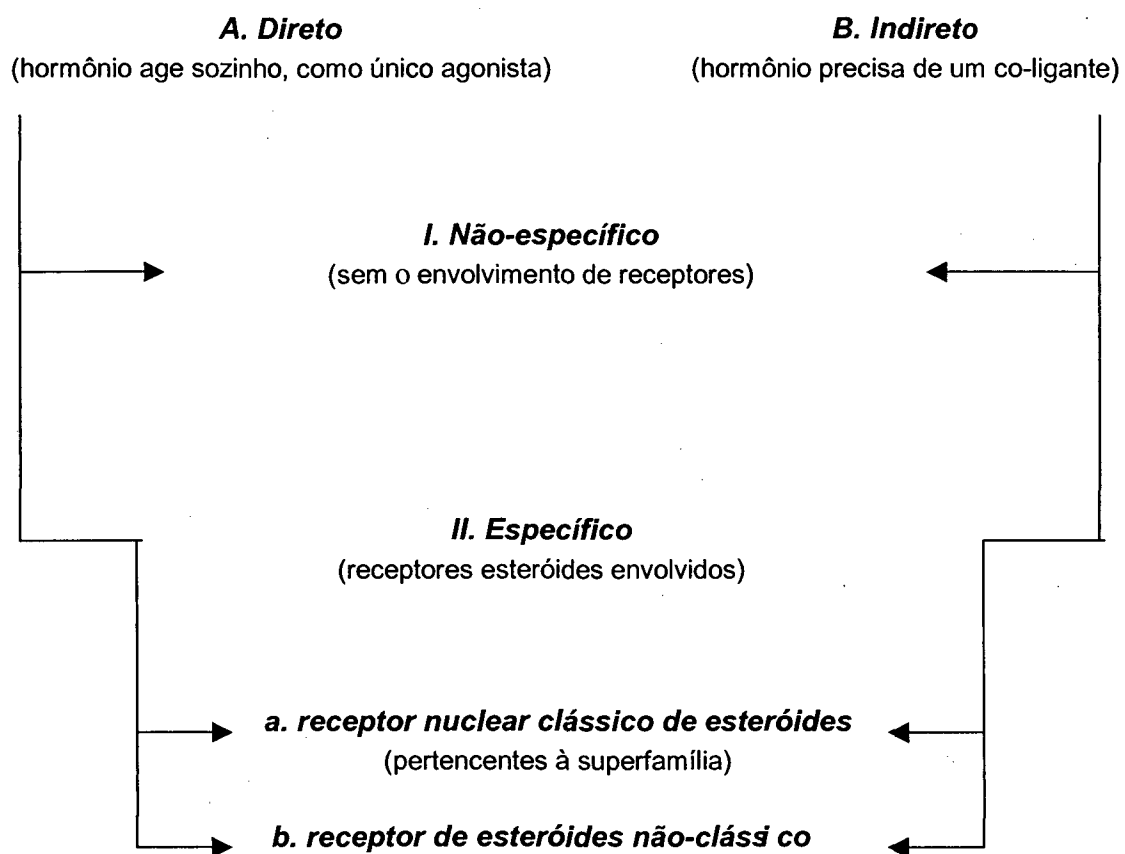 A. Direto
(hormônio age sozinho, como único agonista)
B. Indireto
(hormônio precisa de um co-ligante)
I. Não-específico
(sem o envolvimento de receptores)
II. Específico
(receptores esteróides envolvidos)
a. receptor nuclear clássico de esteróides
(pertencentes à superfamília)
b. receptor de esteróides não-clássi co